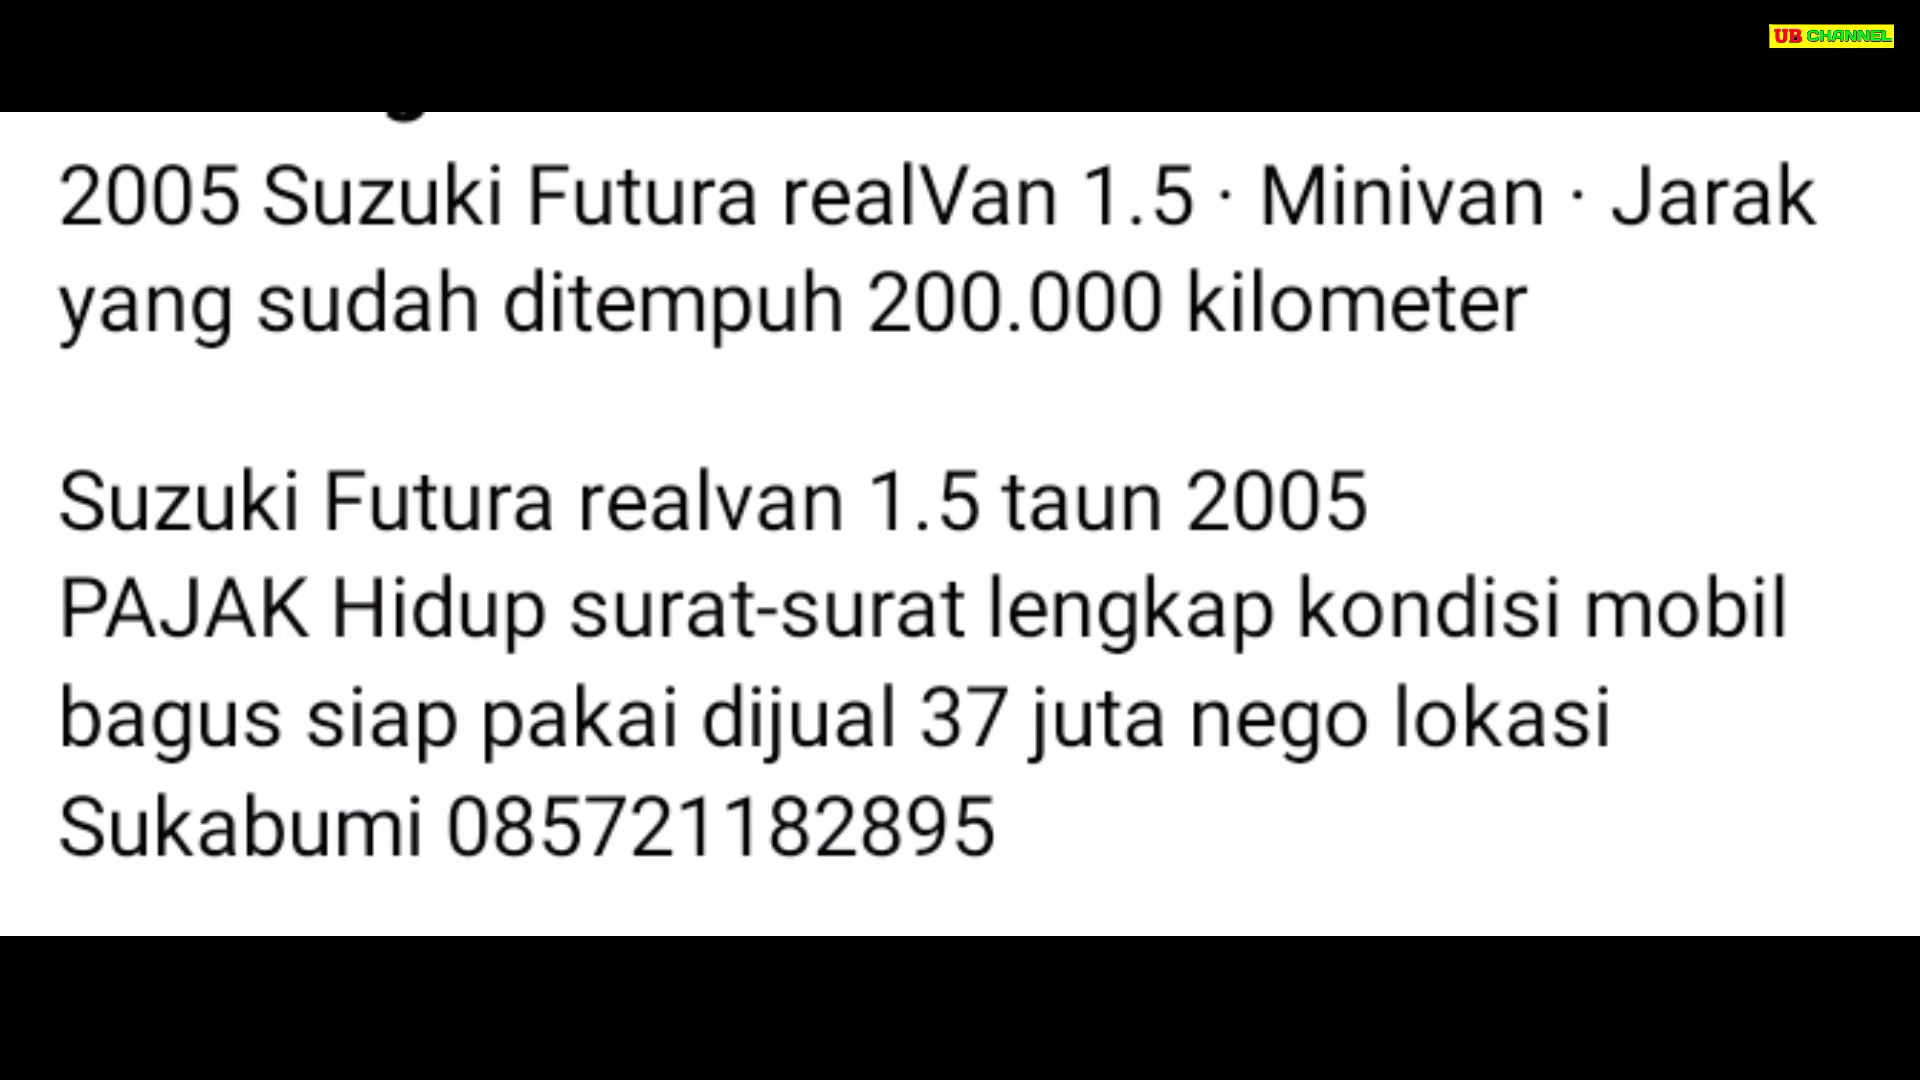 UB CHANNEL
2005 Suzuki Futura realVan 1.5 · Minivan · Jarak
yang sudah ditempuh 200.000 kilometer
Suzuki Futura realvan 1.5 taun 2005
PAJAK Hidup surat-surat lengkap kondisi mobil
bagus siap pakai dijual 37 juta nego lokasi
Sukabumi 085721182895